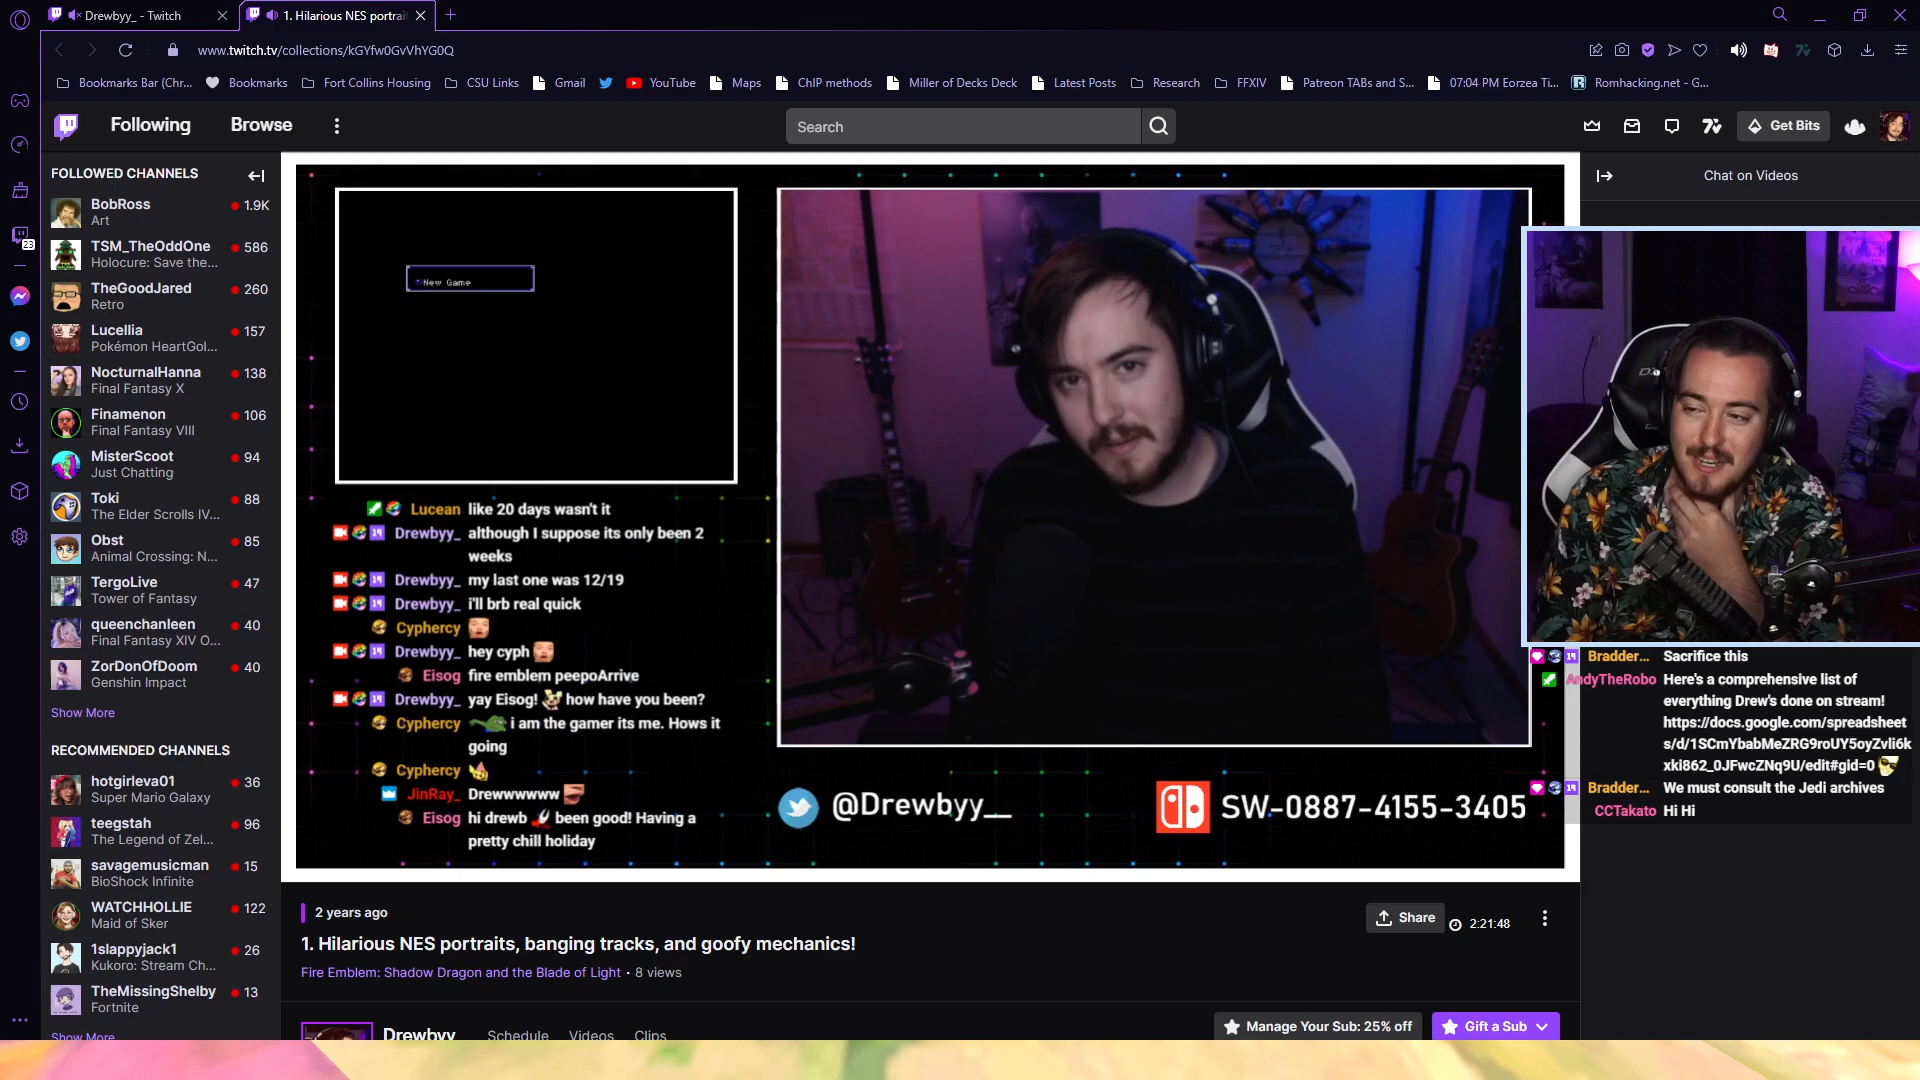 Drewbyy_ - Twitch
1. Hilarious NES portrai
www.twitch.tv/collections/kGYfw0GvVhYG0Q
Bookmarks Bar (Chr...
Bookmarks
Fort Collins Housing
CSU Links
Gmail
YouTube
Maps
ChIP methods
Miller of Decks Deck
Latest Posts
Research
FFXIV
Patreon TABs and S...
07:04 PM Eorzea Ti...
Romhacking.net - G...
Following
Browse
Search
Get Bits
23
FOLLOWED CHANNELS
BobRoss
1.9K
Art
TSM_TheOddOne
586
Holocure: Save the...
TheGoodJared
260
Retro
Lucellia
157
Pokémon HeartGol...
NocturnalHanna
138
Final Fantasy X
Finamenon
106
Final Fantasy VIII
MisterScoot
94
Just Chatting
Toki
88
The Elder Scrolls IV...
Obst
85
Animal Crossing: N...
TergoLive
47
Tower of Fantasy
queenchanleen
40
Final Fantasy XIV O...
ZorDonOfDoom
40
Genshin Impact
Show More
RECOMMENDED CHANNELS
hotgirleva01
36
Super Mario Galaxy
teegstah
96
The Legend of Zel...
savagemusicman
15
BioShock Infinite
WATCHHOLLIE
122
Maid of Sker
1slappyjack1
26
Kukoro: Stream Ch...
TheMissingShelby
13
Fortnite
Show More
New Game
Lucean like 20 days wasn't it
Drewbyy_ although I suppose its only been 2
weeks
Drewbyy_ my last one was 12/19
Drewbyy_ i'll brb real quick
Cyphercy
Drewbyy_ hey cyph
Eisog fire emblem peepoArrive
Drewbyy_ yay Eisog! how have you been?
Cyphercy i am the gamer its me. Hows it
going
Cyphercy
JinRay_ Drewwwwww
Eisog hi drewb been good! Having a
pretty chill holiday
@Drewbyy__
SW-0887-4155-3405
Chat on Videos
Bradder... Sacrifice this
AndyTheRobo Here's a comprehensive list of
everything Drew's done on stream!
https://docs.google.com/spreadsheet
s/d/1SCmYbabMeZRG9roUY5oyZvli6k
xki862_0JFwcZNq9U/edit#gid=0
Bradder... We must consult the Jedi archives
CCTakato Hi Hi
2 years ago
Share
2:21:48
1. Hilarious NES portraits, banging tracks, and goofy mechanics!
Fire Emblem: Shadow Dragon and the Blade of Light • 8 views
Drewbyy
Schedule
Videos
Clips
Manage Your Sub: 25% off
Gift a Sub